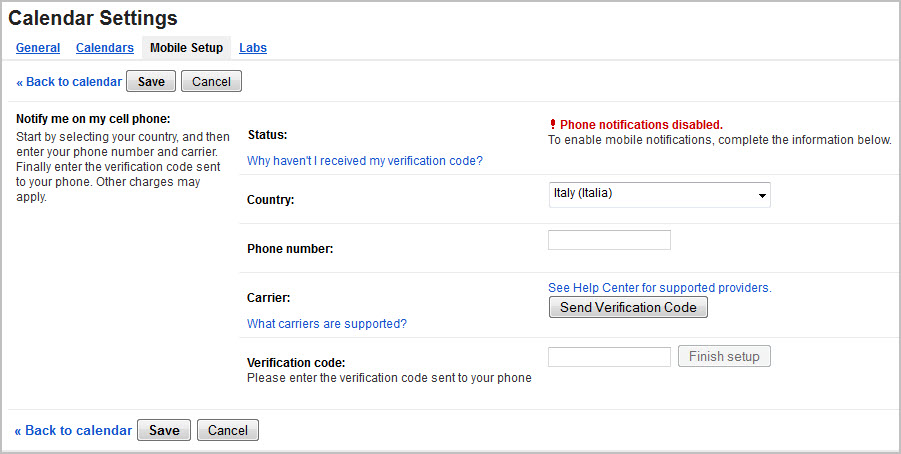 Calendar Settings
General Calendars Mobile Setup Labs
« Back to calendar Save Cancel
Notify me on my cell phone:
Start by selecting your country, and then
enter your phone number and carrier.
Finally enter the verification code sent
to your phone. Other charges may
apply.
Status:
Why haven't I received my verification code?
Phone notifications disabled.
To enable mobile notifications, complete the information below.
Country:
Italy (Italia)
Phone number:
Carrier:
What carriers are supported?
See Help Center for supported providers.
Send Verification Code
Verification code:
Please enter the verification code sent to your phone
Finish setup
« Back to calendar Save Cancel